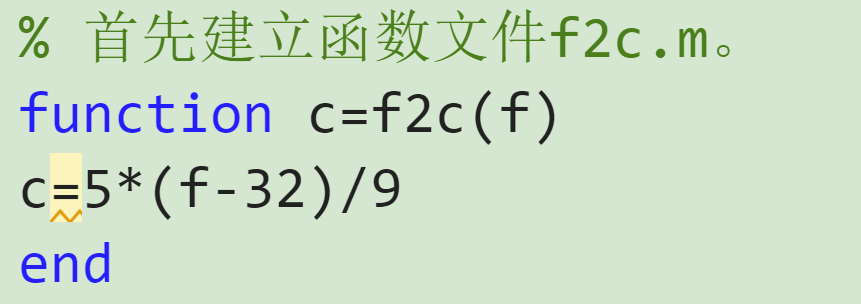 % 首先建立函数文件f2c.m。
function c=f2c(f)
c=5*(f-32)/9
end